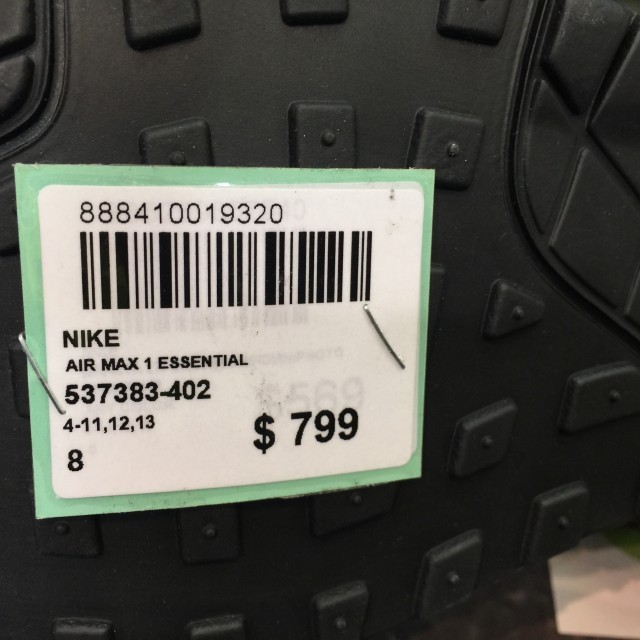 888410019320
NIKE
AIR MAX 1 ESSENTIAL
537383-402
4-11,12,13
$ 799
8